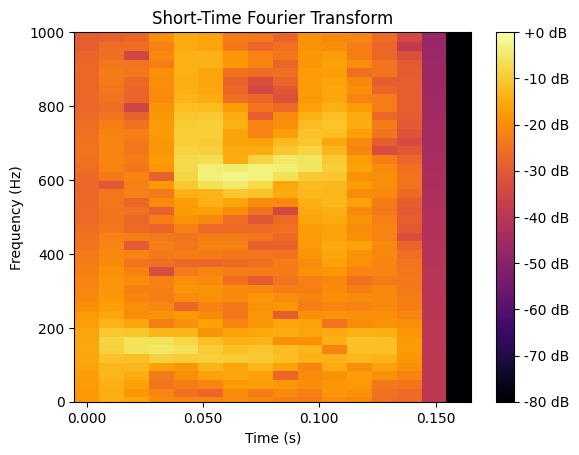 Short-Time Fourier Transform
1000
800
600
400
200
0
Frequency (Hz)
0.000
0.050
0.100
0.150
Time (s)
+0 dB
-10 dB
-20 dB
-30 dB
-40 dB
-50 dB
-60 dB
-70 dB
-80 dB